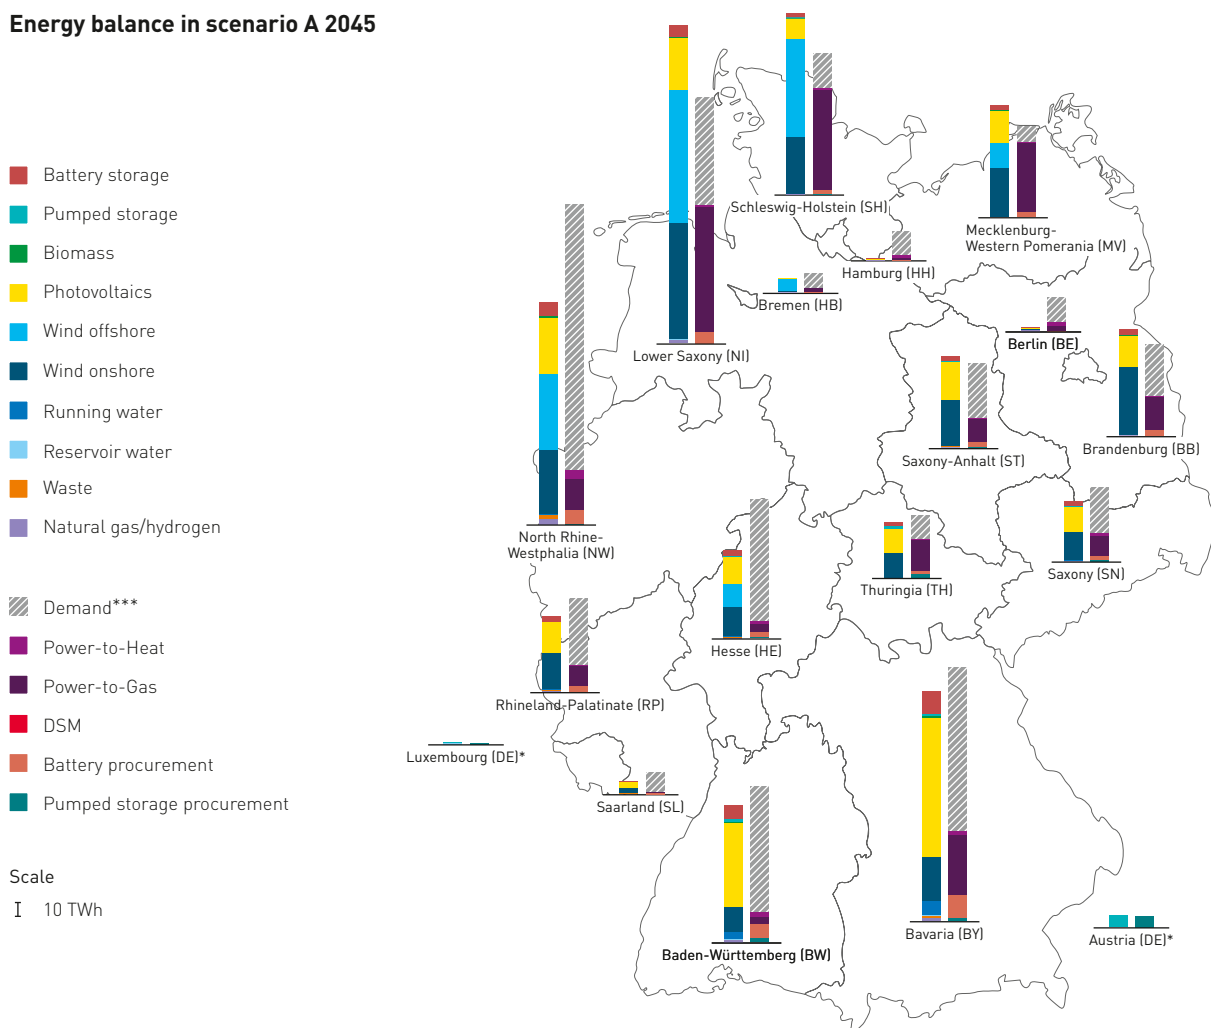 Energy balance in scenario A 2045
Battery storage
Pumped storage
Biomass
Photovoltaics
Wind offshore
Wind onshore
Running water
Reservoir water
Waste
Natural gas/hydrogen
Demand***
Power-to-Heat
Power-to-Gas
DSM
Battery procurement
Pumped storage procurement
Scale
10 TWh
Schleswig-Holstein (SH)
Mecklenburg-
Western Pomerania (MV)
Hamburg (HH)
Bremen (HB)
Lower Saxony (NI)
Berlin (BE)
Brandenburg (BB)
Saxony-Anhalt (ST)
North Rhine-
Westphalia (NW)
Saxony (SN)
Thuringia (TH)
Hesse (HE)
Rhineland-Palatinate (RP)
Luxembourg (DE)*
Saarland (SL)
Bavaria (BY)
Austria (DE)*
Baden-Württemberg (BW)